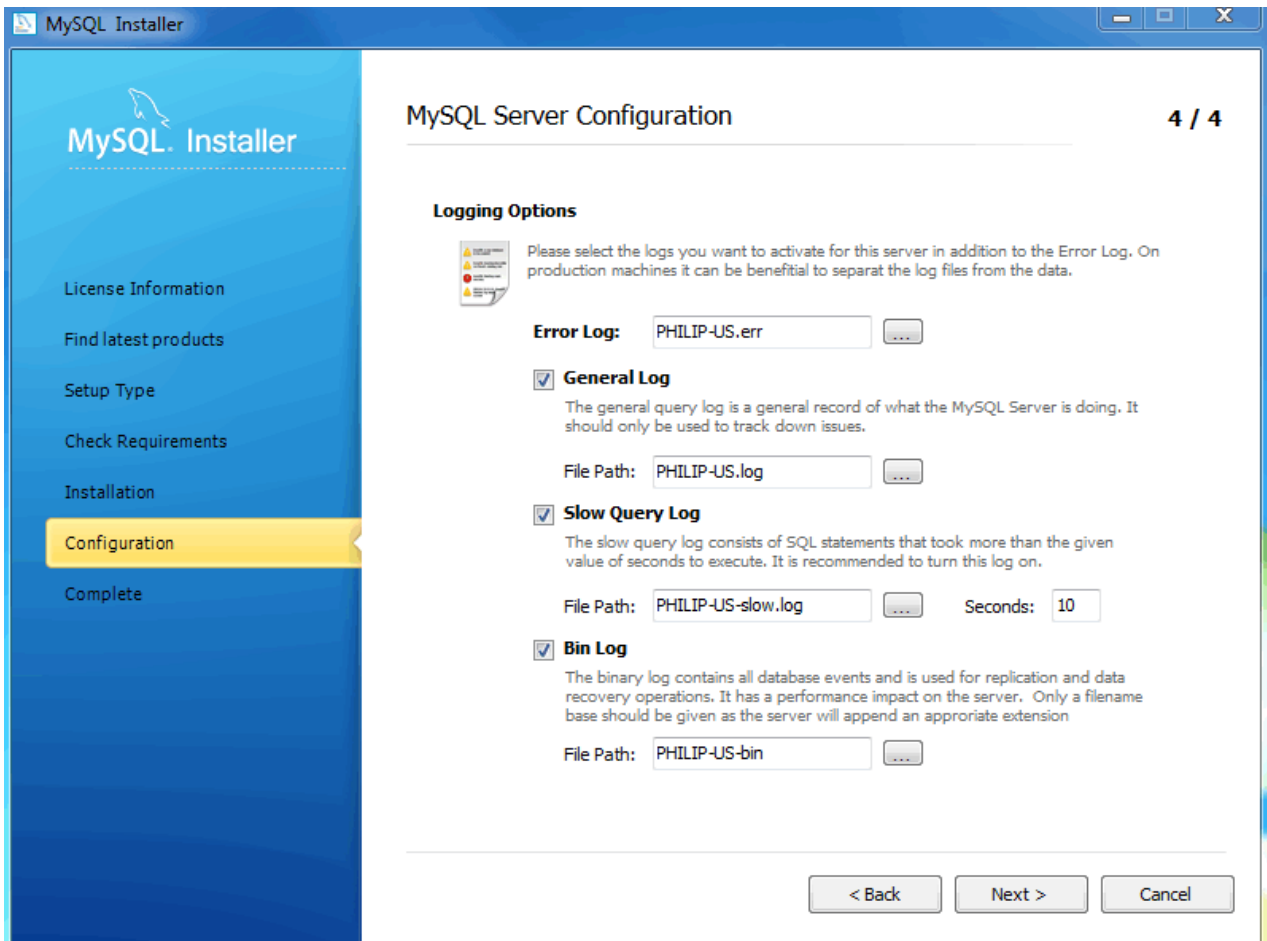 MySQL Installer
MySQL. Installer
License Information
Find latest products
Setup Type
Check Requirements
Installation
Configuration
Complete
MySQL Server Configuration
4 / 4
Logging Options
Please select the logs you want to activate for this server in addition to the Error Log. On
production machines it can be benefitial to separat the log files from the data.
Error Log: PHILIP-US.err ...
General Log
The general query log is a general record of what the MySQL Server is doing. It
should only be used to track down issues.
File Path: PHILIP-US.log ...
Slow Query Log
The slow query log consists of SQL statements that took more than the given
value of seconds to execute. It is recommended to turn this log on.
File Path: PHILIP-US-slow.log ... Seconds: 10
Bin Log
The binary log contains all database events and is used for replication and data
recovery operations. It has a performance impact on the server. Only a filename
base should be given as the server will append an approriate extension
File Path: PHILIP-US-bin ...
< Back Next > Cancel